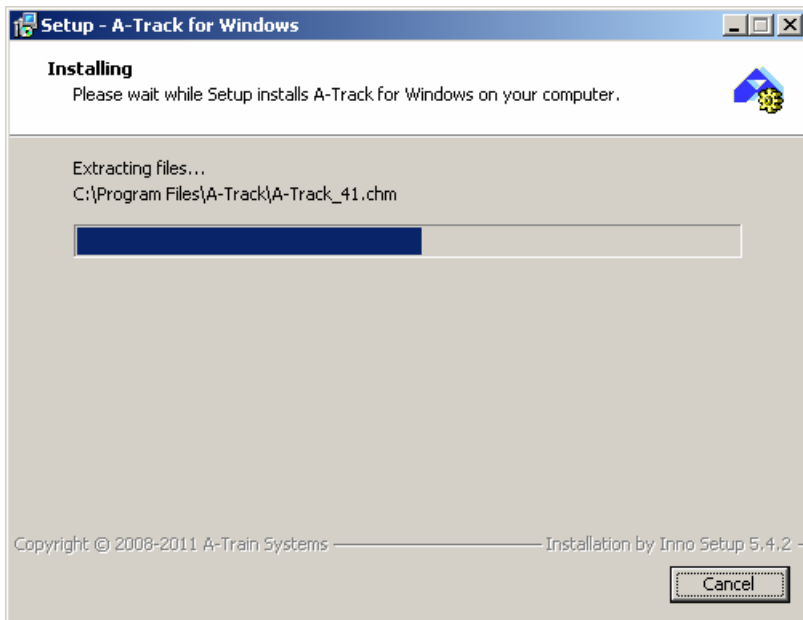 Setup - A-Track for Windows
Installing
Please wait while Setup installs A-Track for Windows on your computer.
Extracting files...
C:\Program Files\A-Track\A-Track_41.chm
Copyright © 2008-2011 A-Train Systems
Installation by Inno Setup 5.4.2
Cancel